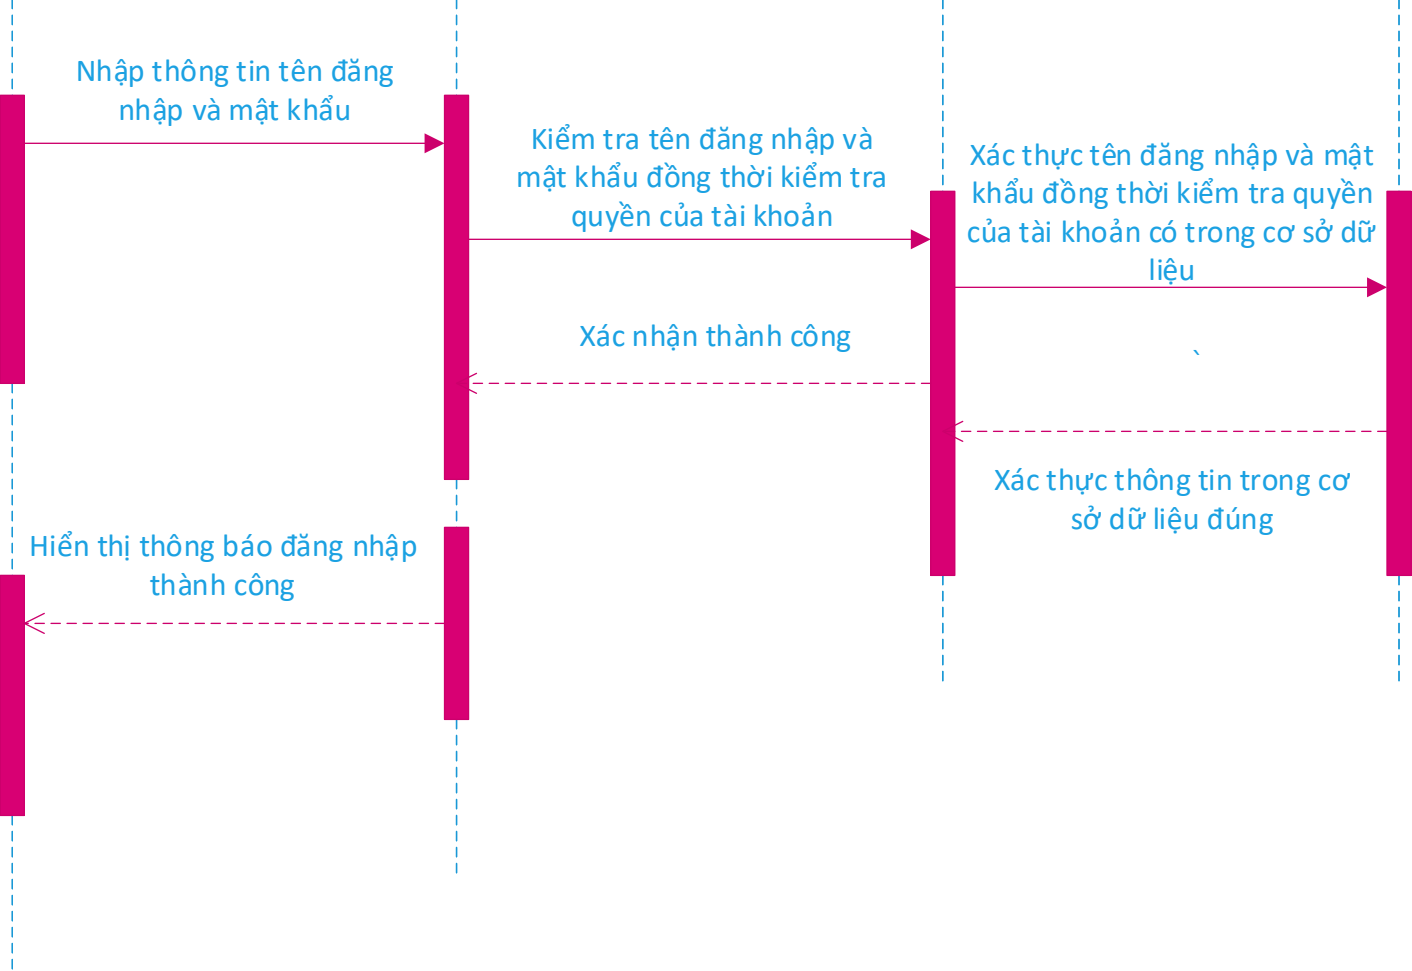 Nhập thông tin tên đăng
nhập và mật khẩu
Kiểm tra tên đăng nhập và
mật khẩu đồng thời kiểm tra
quyền của tài khoản
Xác thực tên đăng nhập và mật
khẩu đồng thời kiểm tra quyền
của tài khoản có trong cơ sở dữ
liệu
Xác nhận thành công
`
Xác thực thông tin trong cơ
sở dữ liệu đúng
Hiển thị thông báo đăng nhập
thành công